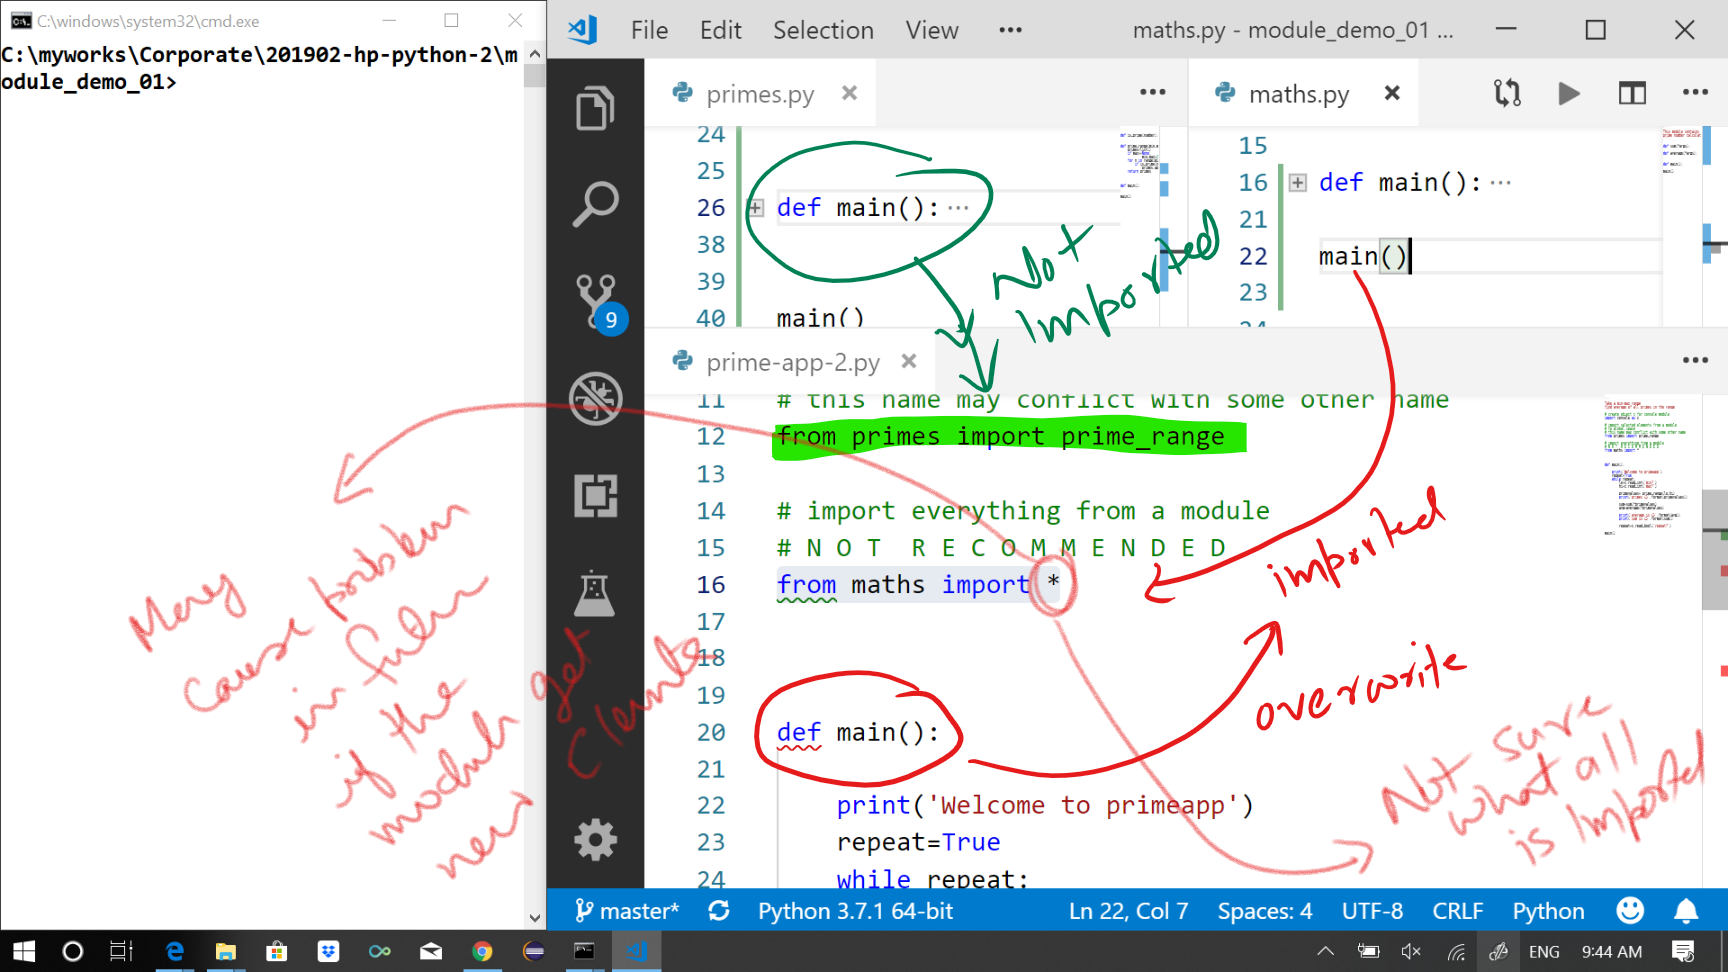 C:\windows\system32\cmd.exe
C:\myworks\Corporate\201902-hp-python-2\m
odule_demo_01>
File Edit Selection View ••• maths.py - module_demo_01 ...
primes.py
24
25
26 def main():···
38
39
40 main()
maths.py
15
16 def main():···
21
22 main()
23
24
Not
imported
prime-app-2.py
11 # this name may conflict with some other name
12 from primes import prime_range
13
14 # import everything from a module
15 # N O T  R E C O M M E N D E D
16 from maths import *
17
18
19
20 def main():
21
22 print('Welcome to primeapp')
23 repeat=True
24 while repeat:
imported
overwrite
Not sure
what all
is imported
cause
in
if the
get
new
9
master* Python 3.7.1 64-bit Ln 22, Col 7 Spaces: 4 UTF-8 CRLF Python
ENG 9:44 AM